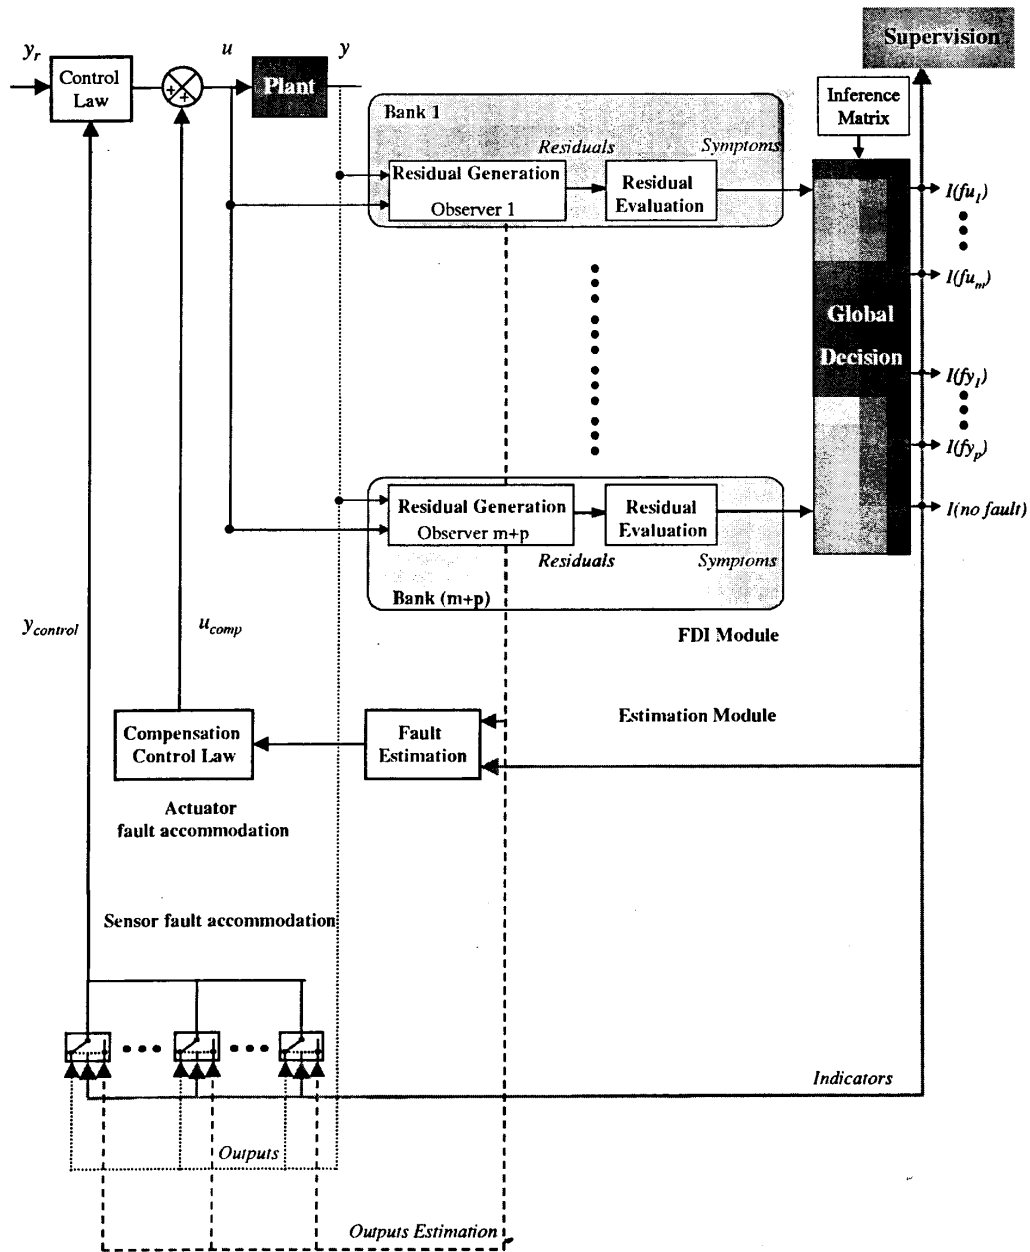 Supervision
y_r
u
y
Control
Law
+
+
Plant
Inference
Matrix
Bank 1
Residuals
Symptoms
Residual Generation
Observer 1
Residual
Evaluation
I(fu_1)
I(fu_m)
Global
Decision
I(fy_1)
I(fy_p)
I(no fault)
Residual Generation
Observer m+p
Residual
Evaluation
Residuals
Symptoms
Bank (m+p)
FDI Module
y_control
u_comp
Estimation Module
Compensation
Control Law
Fault
Estimation
Actuator
fault accommodation
Sensor fault accommodation
Indicators
Outputs
Outputs Estimation